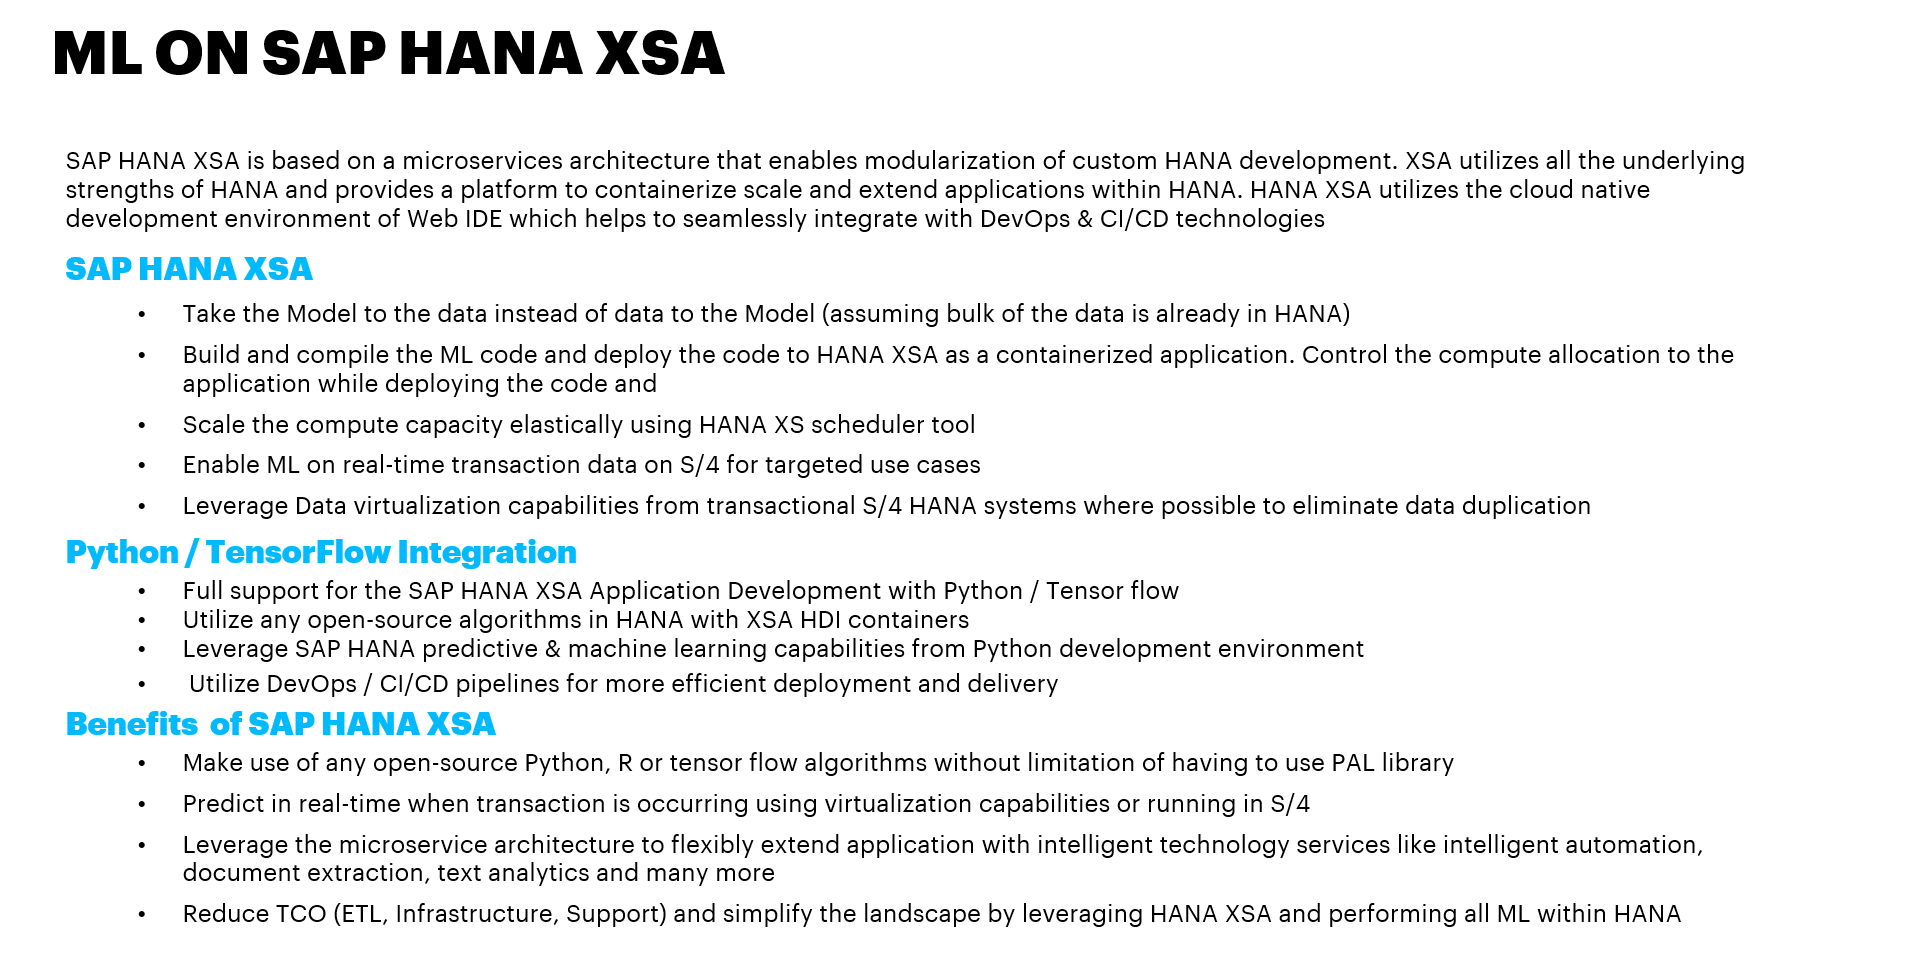 ML ON SAP HANA XSA
SAP HANA XSA is based on a microservices architecture that enables modularization of custom HANA development. XSA utilizes all the underlying
strengths of HANA and provides a platform to containerize scale and extend applications within HANA. HANA XSA utilizes the cloud native
development environment of Web IDE which helps to seamlessly integrate with DevOps & CI/CD technologies
SAP HANA XSA
• Take the Model to the data instead of data to the Model (assuming bulk of the data is already in HANA)
• Build and compile the ML code and deploy the code to HANA XSA as a containerized application. Control the compute allocation to the
application while deploying the code and
• Scale the compute capacity elastically using HANA XS scheduler tool
• Enable ML on real-time transaction data on S/4 for targeted use cases
• Leverage Data virtualization capabilities from transactional S/4 HANA systems where possible to eliminate data duplication
Python / TensorFlow Integration
• Full support for the SAP HANA XSA Application Development with Python / Tensor flow
• Utilize any open-source algorithms in HANA with XSA HDI containers
• Leverage SAP HANA predictive & machine learning capabilities from Python development environment
• Utilize DevOps / CI/CD pipelines for more efficient deployment and delivery
Benefits of SAP HANA XSA
• Make use of any open-source Python, R or tensor flow algorithms without limitation of having to use PAL library
• Predict in real-time when transaction is occurring using virtualization capabilities or running in S/4
• Leverage the microservice architecture to flexibly extend application with intelligent technology services like intelligent automation,
document extraction, text analytics and many more
• Reduce TCO (ETL, Infrastructure, Support) and simplify the landscape by leveraging HANA XSA and performing all ML within HANA